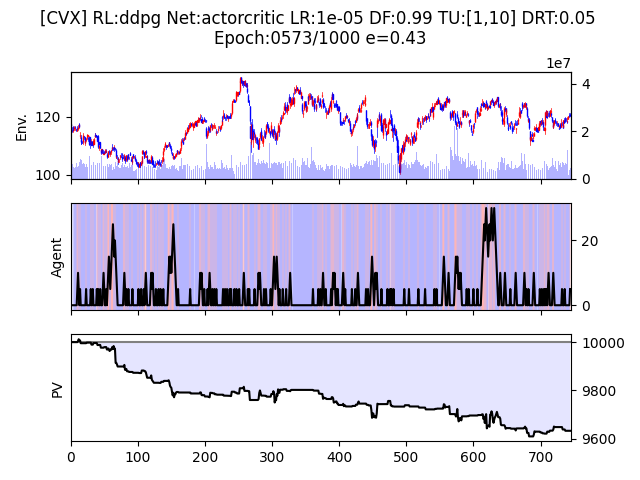 [CVX] RL:ddpg Net:actorcritic LR:1e-05 DF:0.99 TU:[1,10] DRT:0.05
Epoch:0573/1000 e=0.43
1e7
Env.
120
100
4
2
0
Agent
20
0
PV
10000
9800
9600
0 100 200 300 400 500 600 700